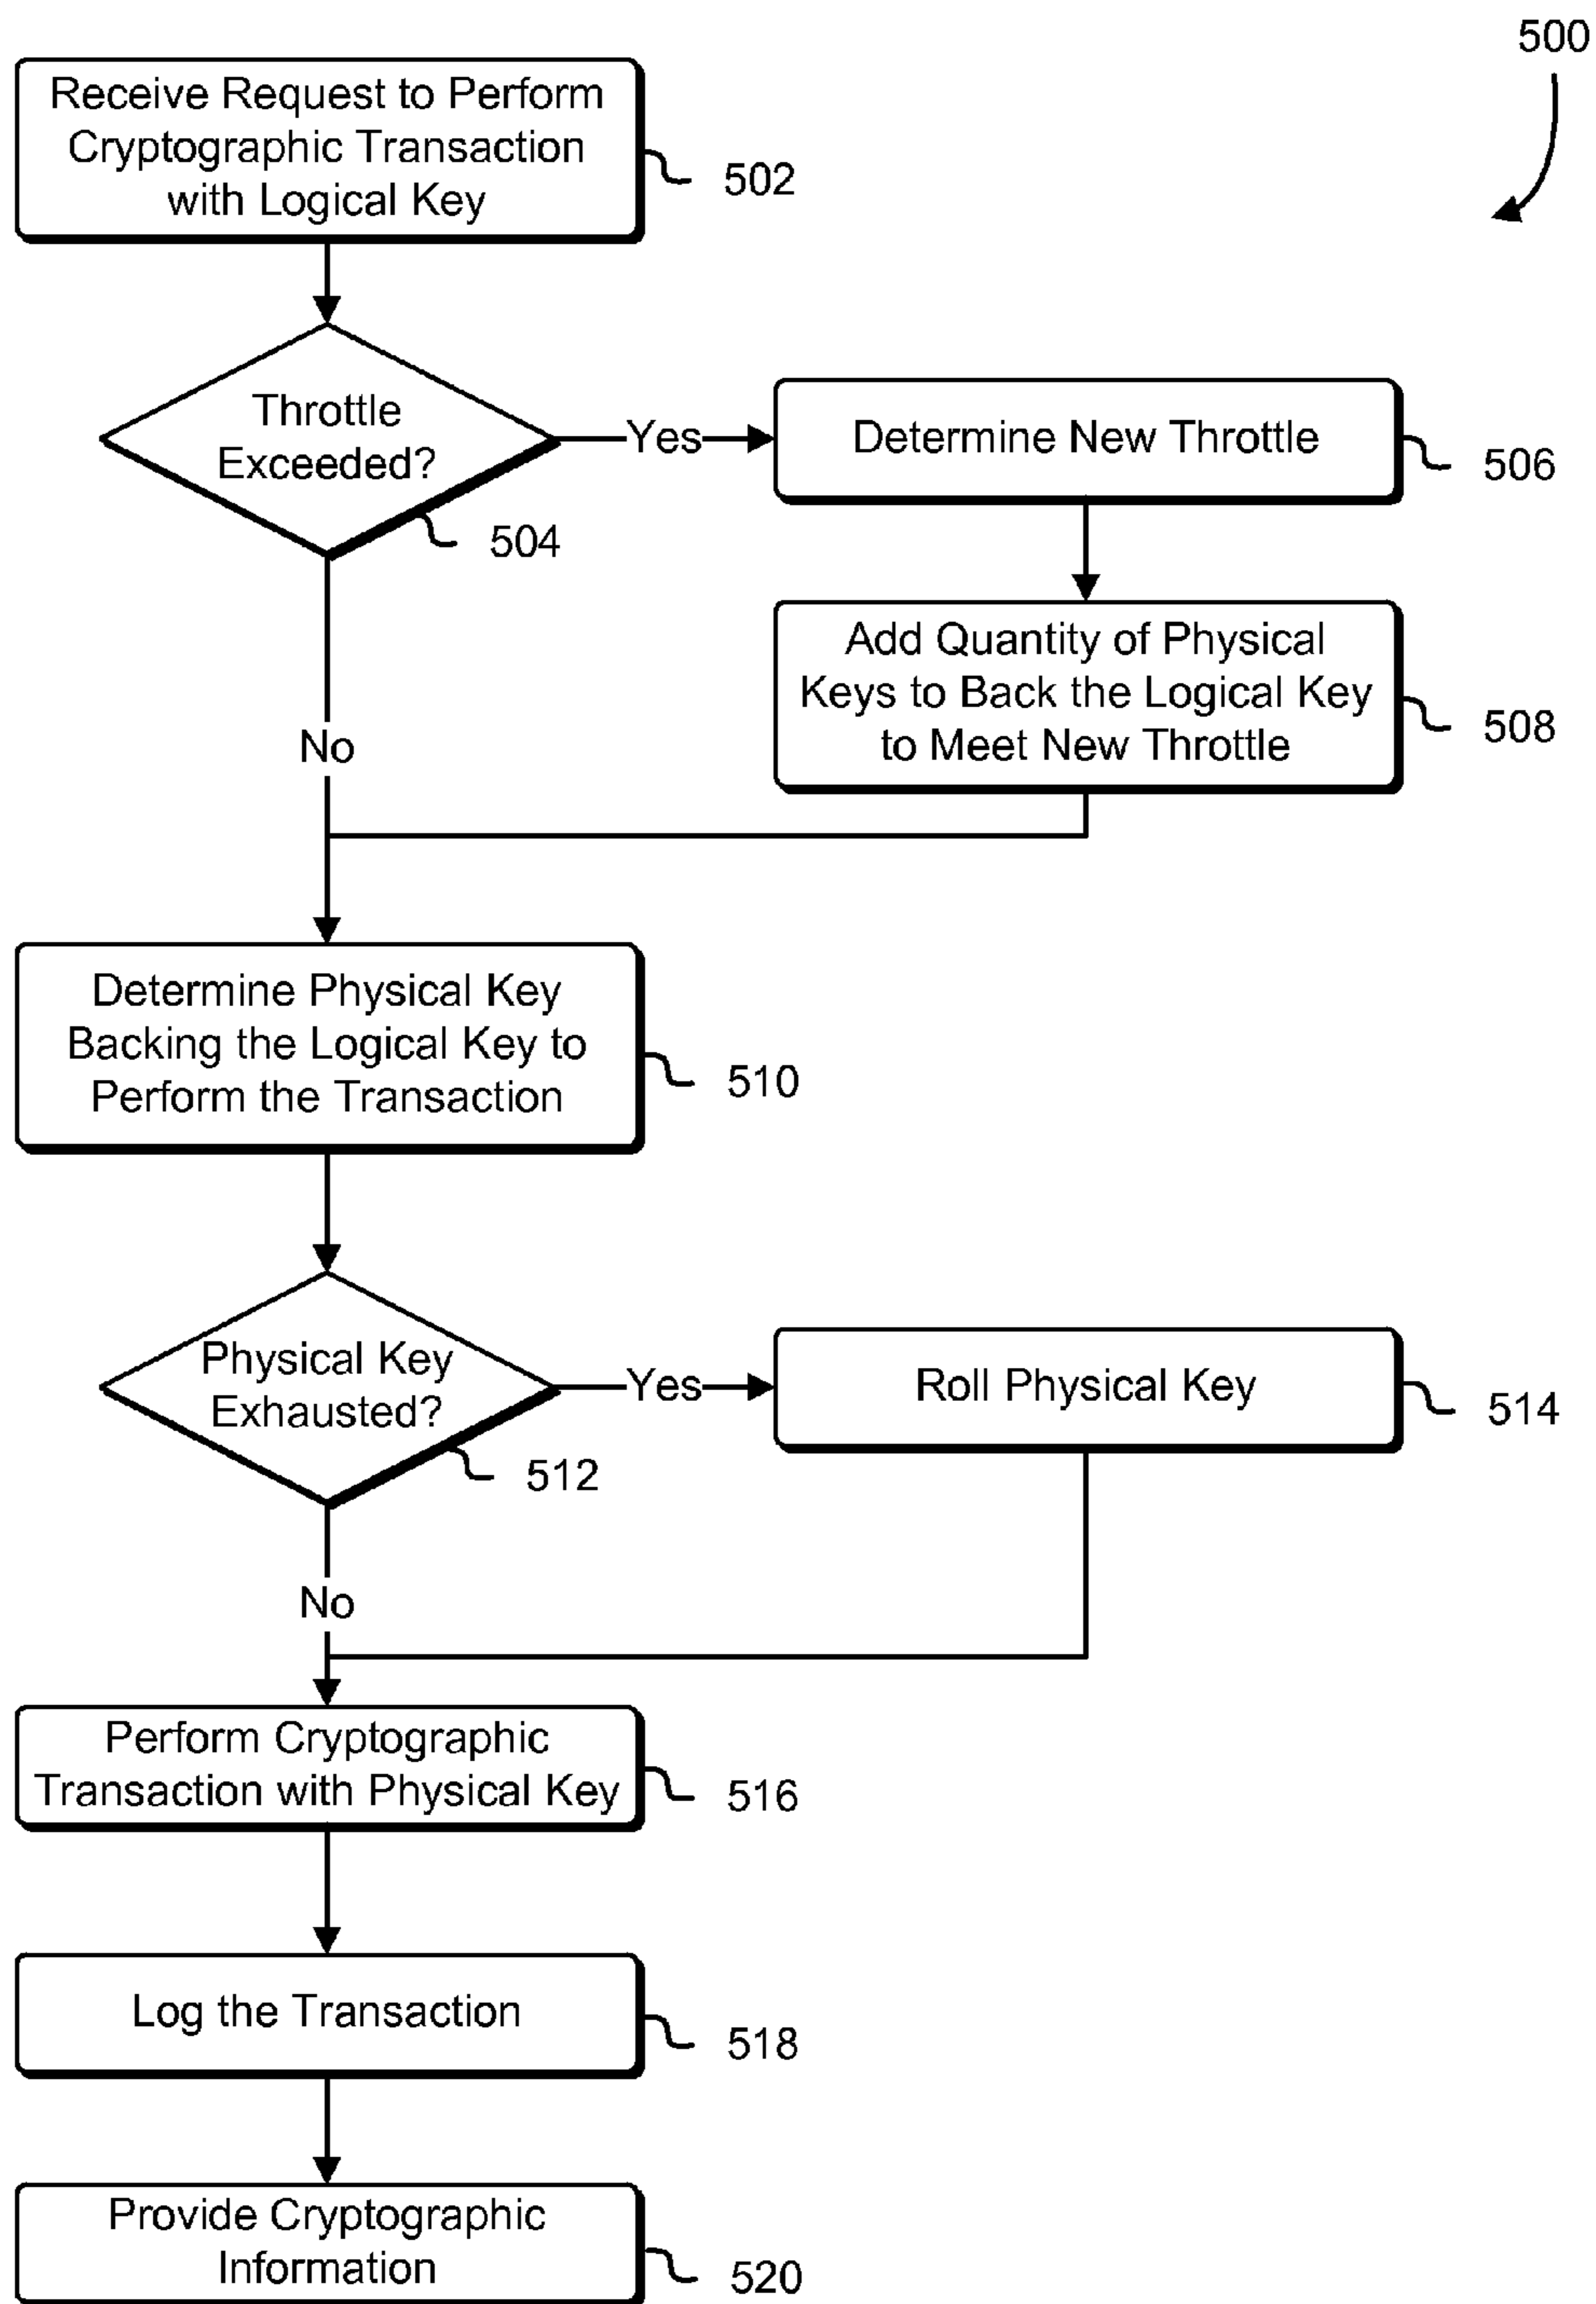 500
Receive Request to Perform
Cryptographic Transaction
with Logical Key
502
Throttle
Exceeded?
504
Yes
Determine New Throttle
506
Add Quantity of Physical
Keys to Back the Logical Key
to Meet New Throttle
508
No
Determine Physical Key
Backing the Logical Key to
Perform the Transaction
510
Physical Key
Exhausted?
512
Yes
Roll Physical Key
514
No
Perform Cryptographic
Transaction with Physical Key
516
Log the Transaction
518
Provide Cryptographic
Information
520